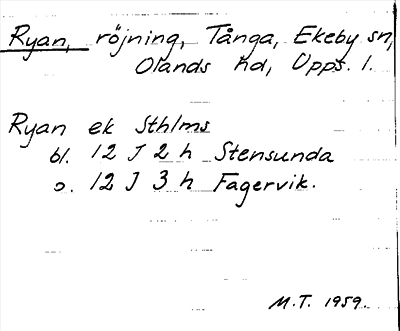 Ryan, röjning, Tånga, Ekeby sn,
Olands hd, Upps. l.
Ryan ek Sthlms
bl. 12 J 2 h Stensunda
o. 12 J 3 h Fagervik.
M.T. 1959.